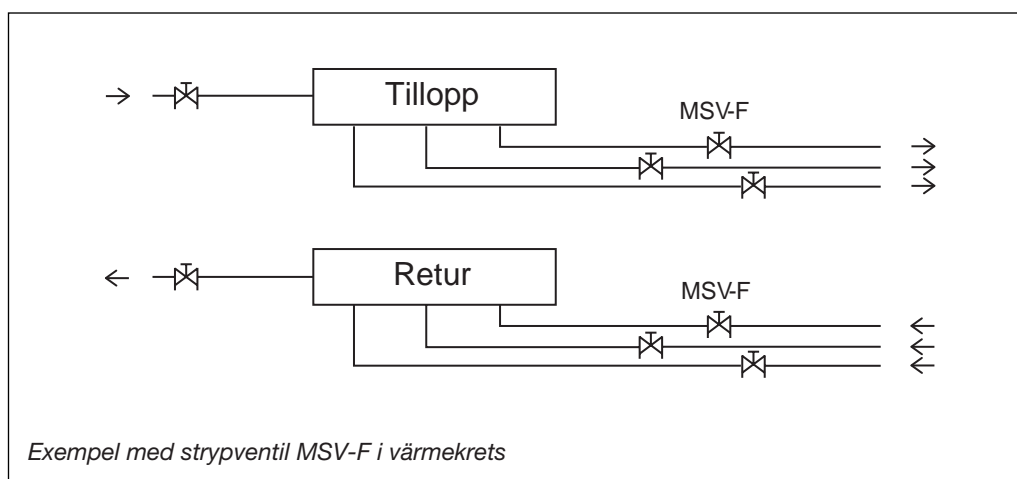 Tillopp
MSV-F
Retur
MSV-F
Exempel med strypventil MSV-F i värmekrets